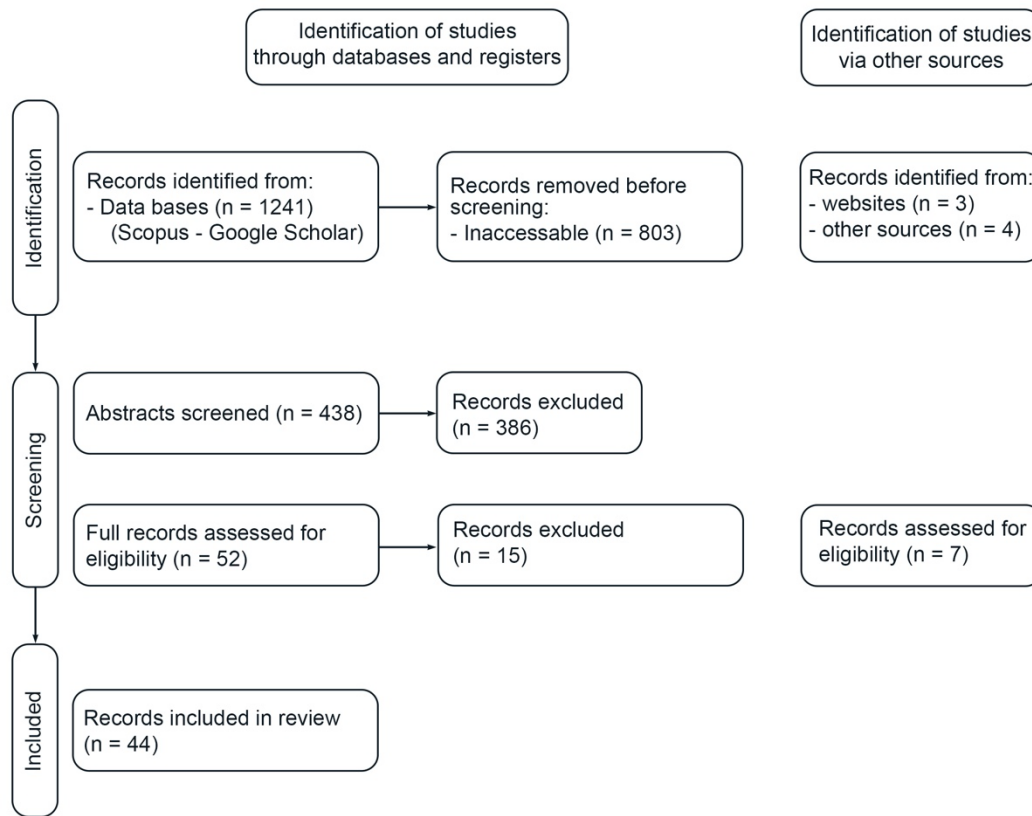 Identification of studies
through databases and registers
Identification of studies
via other sources
Identification
Records identified from:
- Data bases (n = 1241)
(Scopus - Google Scholar)
Records removed before
screening:
- Inaccessable (n = 803)
Records identified from:
- websites (n = 3)
- other sources (n = 4)
Screening
Abstracts screened (n = 438)
Records excluded
(n = 386)
Full records assessed for
eligibility (n = 52)
Records excluded
(n = 15)
Records assessed for
eligibility (n = 7)
Included
Records included in review
(n = 44)